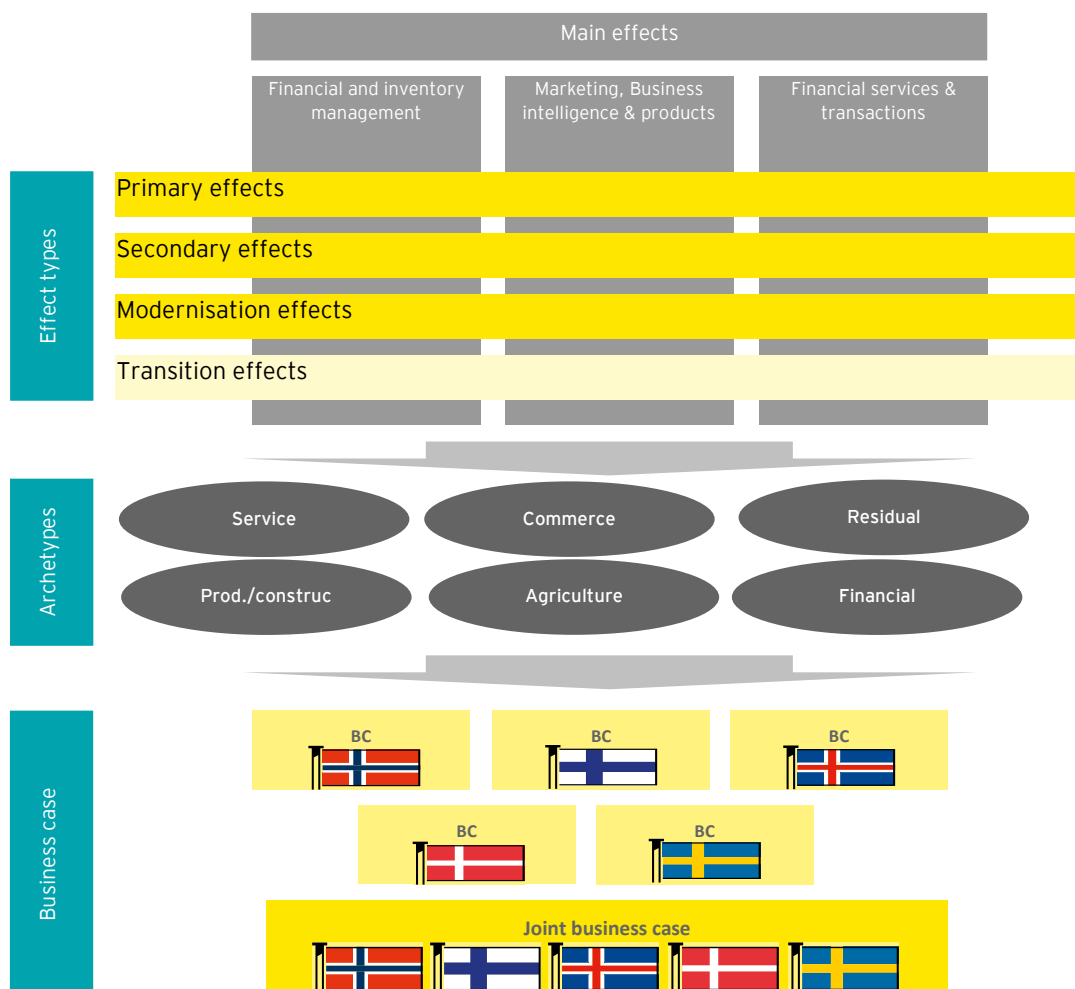 Main effects
Financial and inventory
management
Marketing, Business
intelligence & products
Financial services &
transactions
Effect types
Primary effects
Secondary effects
Modernisation effects
Transition effects
Archetypes
Service
Commerce
Residual
Prod./construc
Agriculture
Financial
Business case
BC
BC
BC
BC
BC
Joint business case